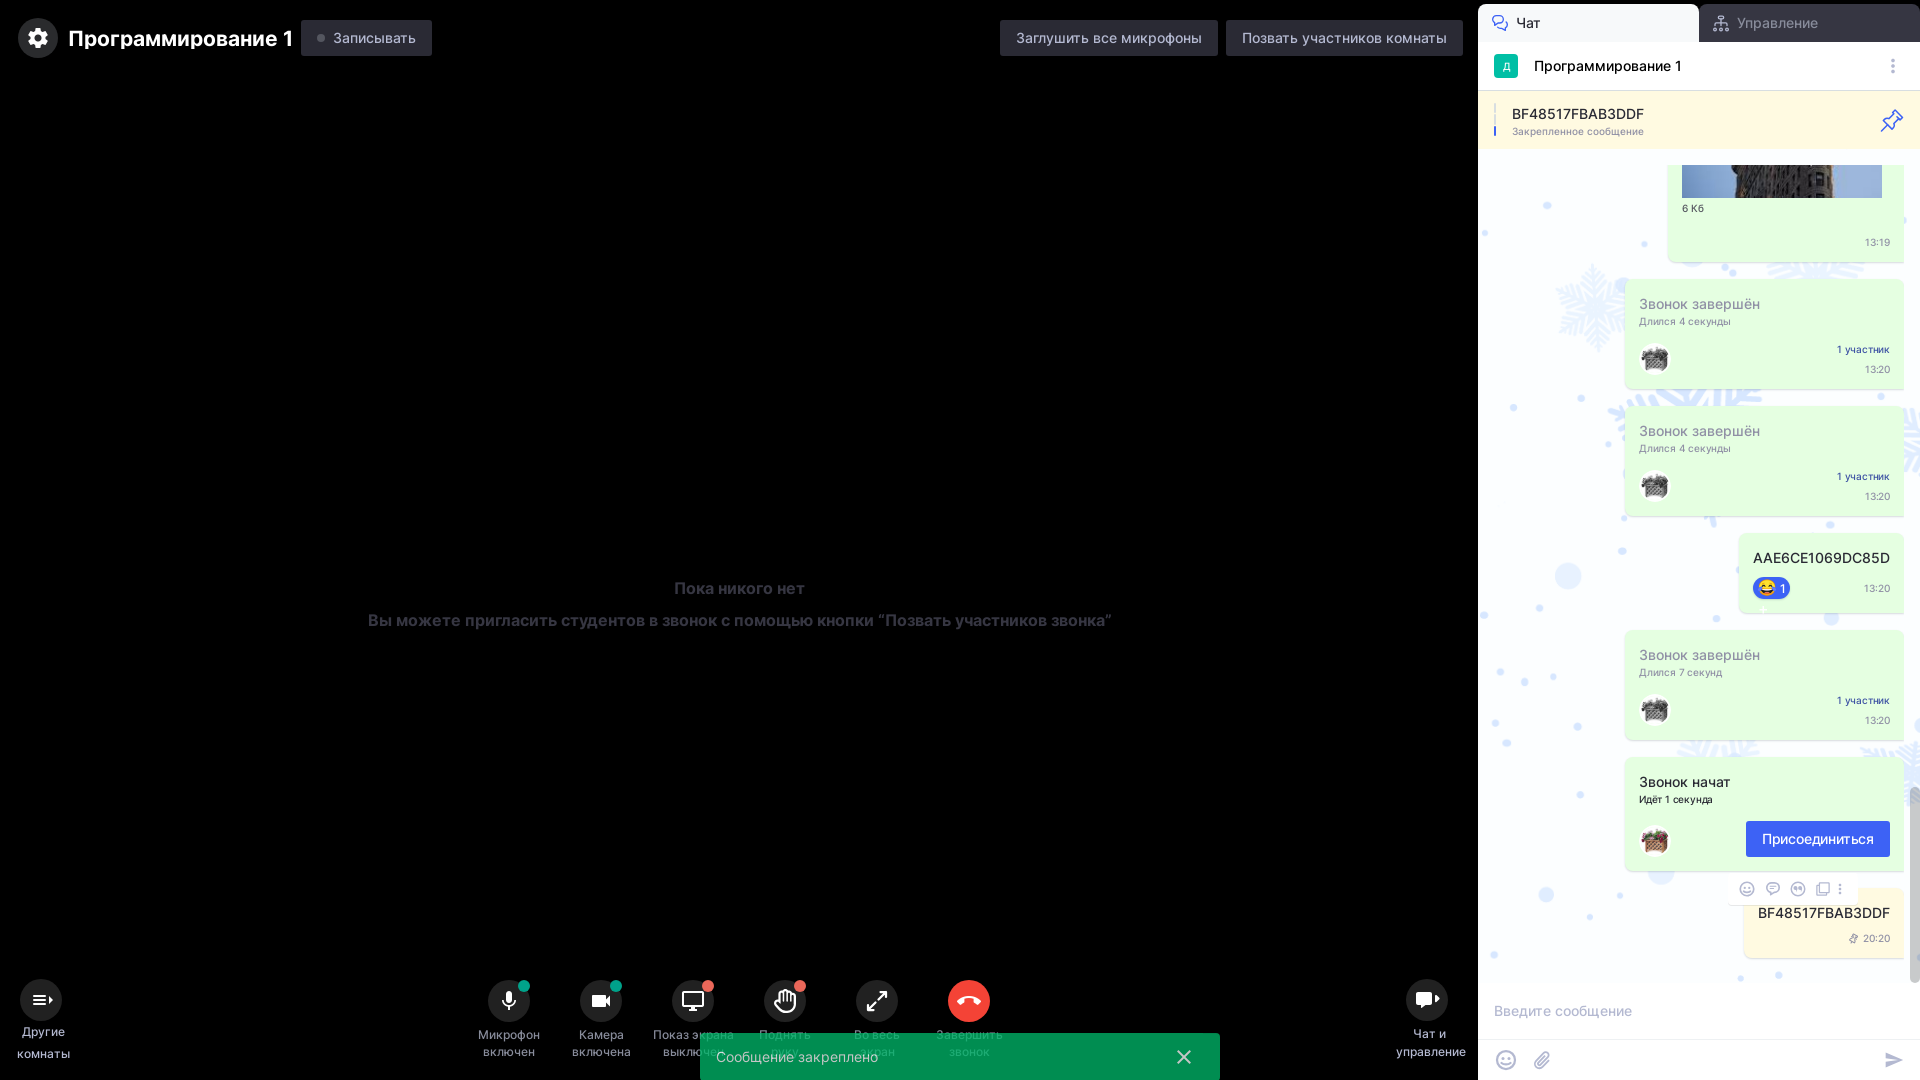 Программирование 1
Записывать
Заглушить все микрофоны
Позвать участников комнаты
Пока никого нет
Вы можете пригласить студентов в звонок с помощью кнопки “Позвать участников звонка”
Другие
комнаты
Микрофон
включен
Камера
включена
Показ экрана
выключен
Поднять
руку
Во весь
экран
Завершить
звонок
Чат и
управление
Сообщение закреплено
Чат
Управление
Д
Программирование 1
BF48517FBAB3DDF
Закрепленное сообщение
6 Кб
13:19
Звонок завершён
Длился 4 секунды
1 участник
13:20
Звонок завершён
Длился 4 секунды
1 участник
13:20
AAE6CE1069DC85D
1
13:20
Звонок завершён
Длился 7 секунд
1 участник
13:20
Звонок начат
Идёт 1 секунда
Присоединиться
BF48517FBAB3DDF
20:20
Введите сообщение